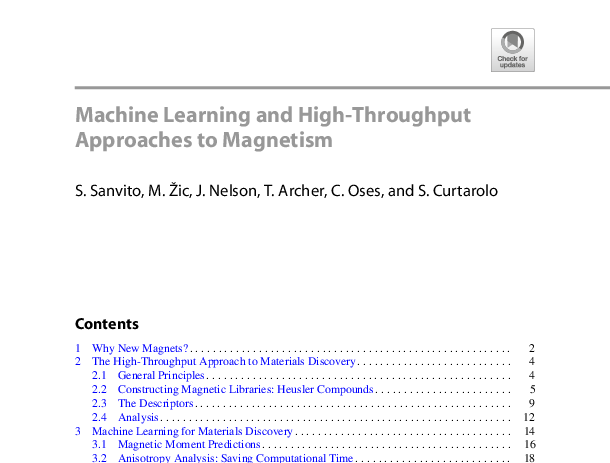 Check for
updates
Machine Learning and High-Throughput
Approaches to Magnetism
S. Sanvito, M. Žic, J. Nelson, T. Archer, C. Oses, and S. Curtarolo
Contents
1 Why New Magnets? 2
2 The High-Throughput Approach to Materials Discovery 4
2.1 General Principles 4
2.2 Constructing Magnetic Libraries: Heusler Compounds 5
2.3 The Descriptors 9
2.4 Analysis 12
3 Machine Learning for Materials Discovery 14
3.1 Magnetic Moment Predictions 16
3.2 Anisotropy Analysis: Saving Computational Time 18